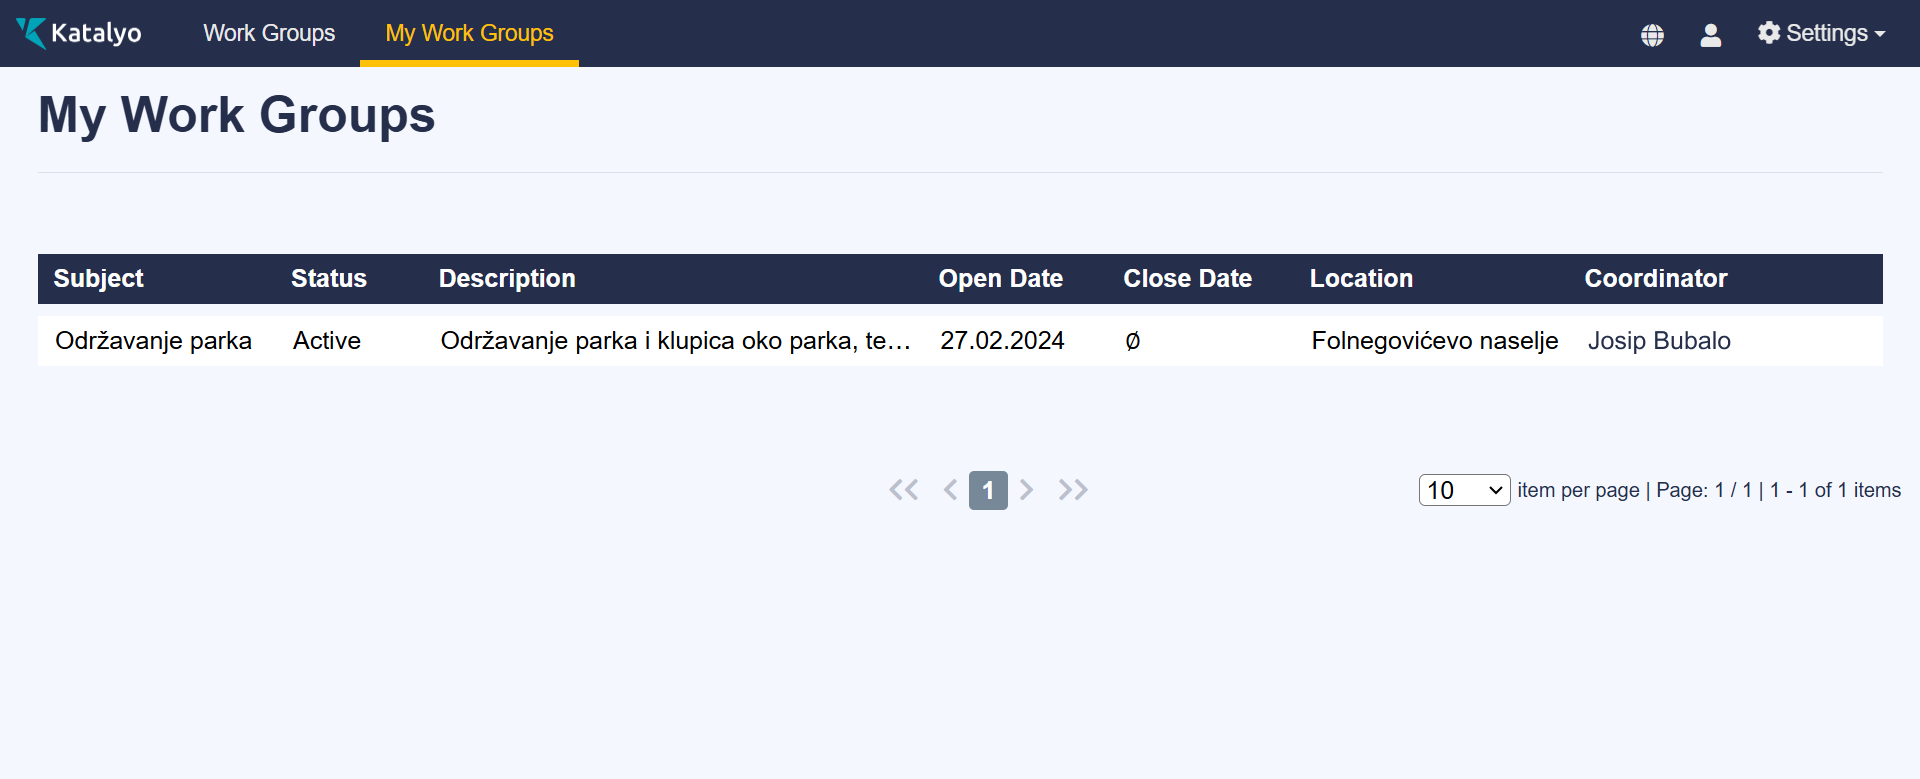 Katalyo Work Groups My Work Groups Settings
My Work Groups
Subject Status Description Open Date Close Date Location Coordinator
Održavanje parka Active Održavanje parka i klupica oko parka, te... 27.02.2024 Ø Folnegovićevo naselje Josip Bubalo
1 10 item per page | Page: 1 / 1 | 1 - 1 of 1 items